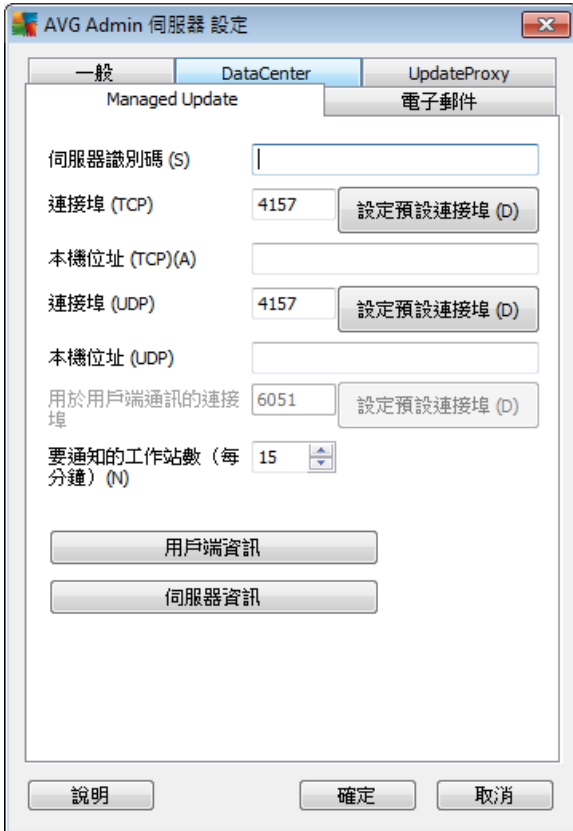 AVG Admin 伺服器 設定
一般
DataCenter
UpdateProxy
Managed Update
電子郵件
伺服器識別碼 (S)
連接埠 (TCP)
4157
設定預設連接埠 (D)
本機位址 (TCP)(A)
連接埠 (UDP)
4157
設定預設連接埠 (D)
本機位址 (UDP)
用於用戶端通訊的連接
埠
6051
設定預設連接埠 (D)
要通知的工作站數（每
分鐘）(N)
15
用戶端資訊
伺服器資訊
說明
確定
取消